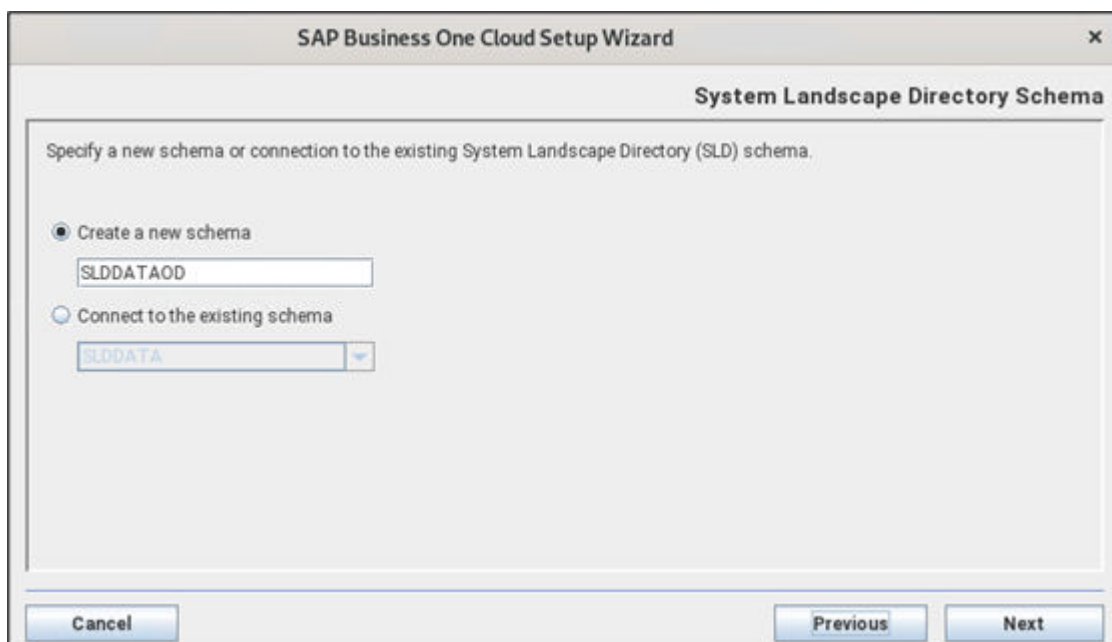 SAP Business One Cloud Setup Wizard
×
System Landscape Directory Schema
Specify a new schema or connection to the existing System Landscape Directory (SLD) schema.
Create a new schema
SLDDATAOD
Connect to the existing schema
SLDDATA
Cancel
Previous
Next